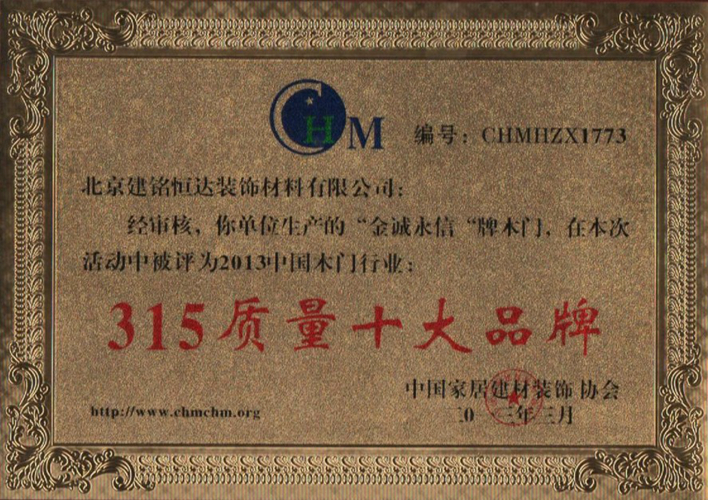 CHM
编号：CHMHZX1773
北京建铭恒达装饰材料有限公司：
经审核，你单位生产的“金诚永信“牌木门，在本次
活动中被评为2013中国木门行业：
315质量十大品牌
中国家居建材装饰协会
http://www.chmchm.org
二0一三年三月